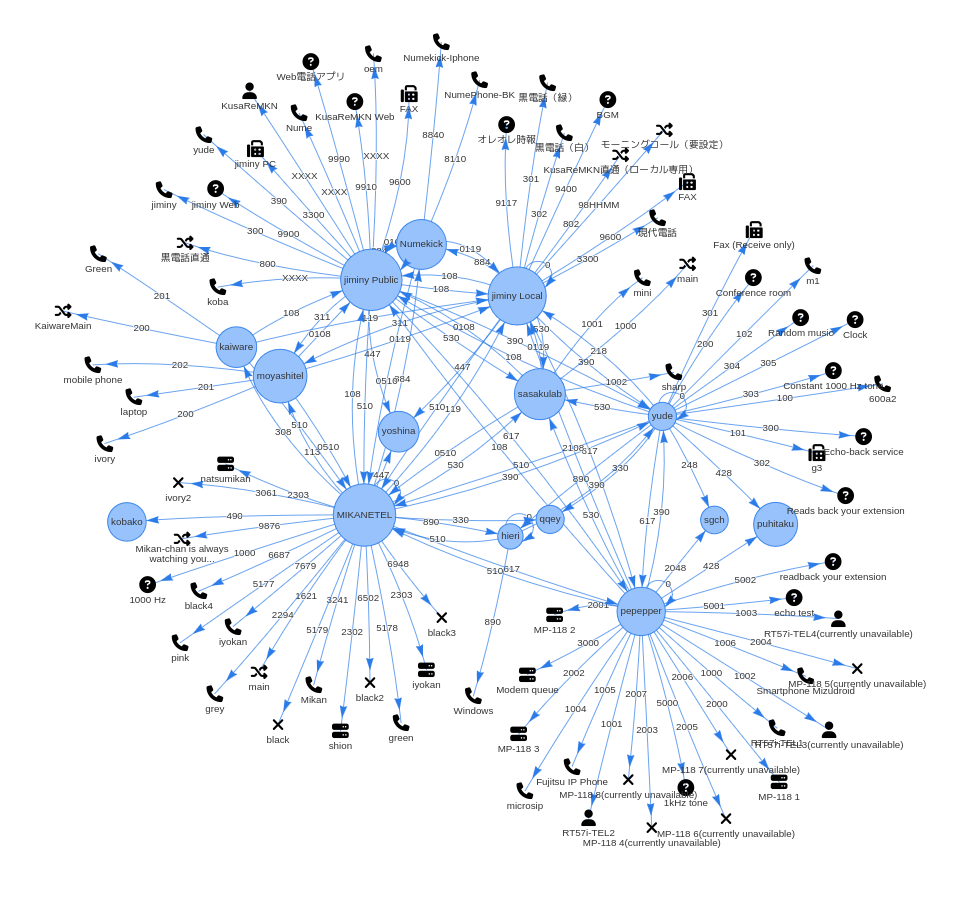 Numekick-Iphone
oem
Web電話アプリ
NumePhone-BK
KusaReMKN
FAX
黒電話（緑）
Nume
KusaReMKN Web
BGM
オレオレ時報
yude
黒電話（白）
モーニングコール（要設定）
jiminy PC
KusaReMKN直通（ローカル専用）
8840
8110
9990
XXXX
9910
9600
XXXX
XXXX
301
9400
FAX
jiminy
jiminy Web
390
3300
9117
302
802
98HHMM
現代電話
300
9900
9600
Fax (Receive only)
黒電話直通
Numekick
0119
884
3300
Green
800
XXXX
jiminy Public
108
108
0
koba
jiminy Local
mini
main
Conference room
m1
201
KaiwareMain
200
108
311
119
311
0108
530
530
1001
1000
301
Random music
Clock
kaiware
0108
447
0119
390
0119
218
200
102
304
305
mobile phone
202
moyashitel
108
390
laptop
201
0510
884
447
sasakulab
1002
sharp
303
Constant 1000 Hz tone
100
600a2
200
108
510
510
119
530
yude
0
ivory
308
510
yoshina
617
101
300
Echo-back service
113
0510
0510
108
2108
617
g3
natsumikan
447
0
530
510
390
330
248
428
302
ivory2
3061
2303
890
390
Reads back your extension
kobako
490
MIKANETEL
890
330
0
qqey
530
390
617
sgch
puhitaku
9876
510
hieri
Mikan-chan is always
watching you...
1000
6687
7679
6948
510
617
2048
428
1000 Hz
black4
5177
1621
3241
6502
2303
0
5002
readback your extension
2294
2001
pepepper
5001
echo test
iyokan
5179
2302
5178
black3
890
MP-118 2
3000
1003
RT57i-TEL4(currently unavailable)
pink
1006
2004
main
Mikan
black2
iyokan
Modem queue
2002
1005
2007
2006
1000
1002
MP-118 5(currently unavailable)
Smartphone Mizudroid
grey
Windows
1004
1001
2003
5000
2005
2000
black
shion
green
MP-118 3
RT57i-TEL3(currently unavailable)
Fujitsu IP Phone
MP-118 7(currently unavailable)
MP-118 8(currently unavailable)
1kHz tone
MP-118 1
microsip
RT57i-TEL2
MP-118 6(currently unavailable)
MP-118 4(currently unavailable)